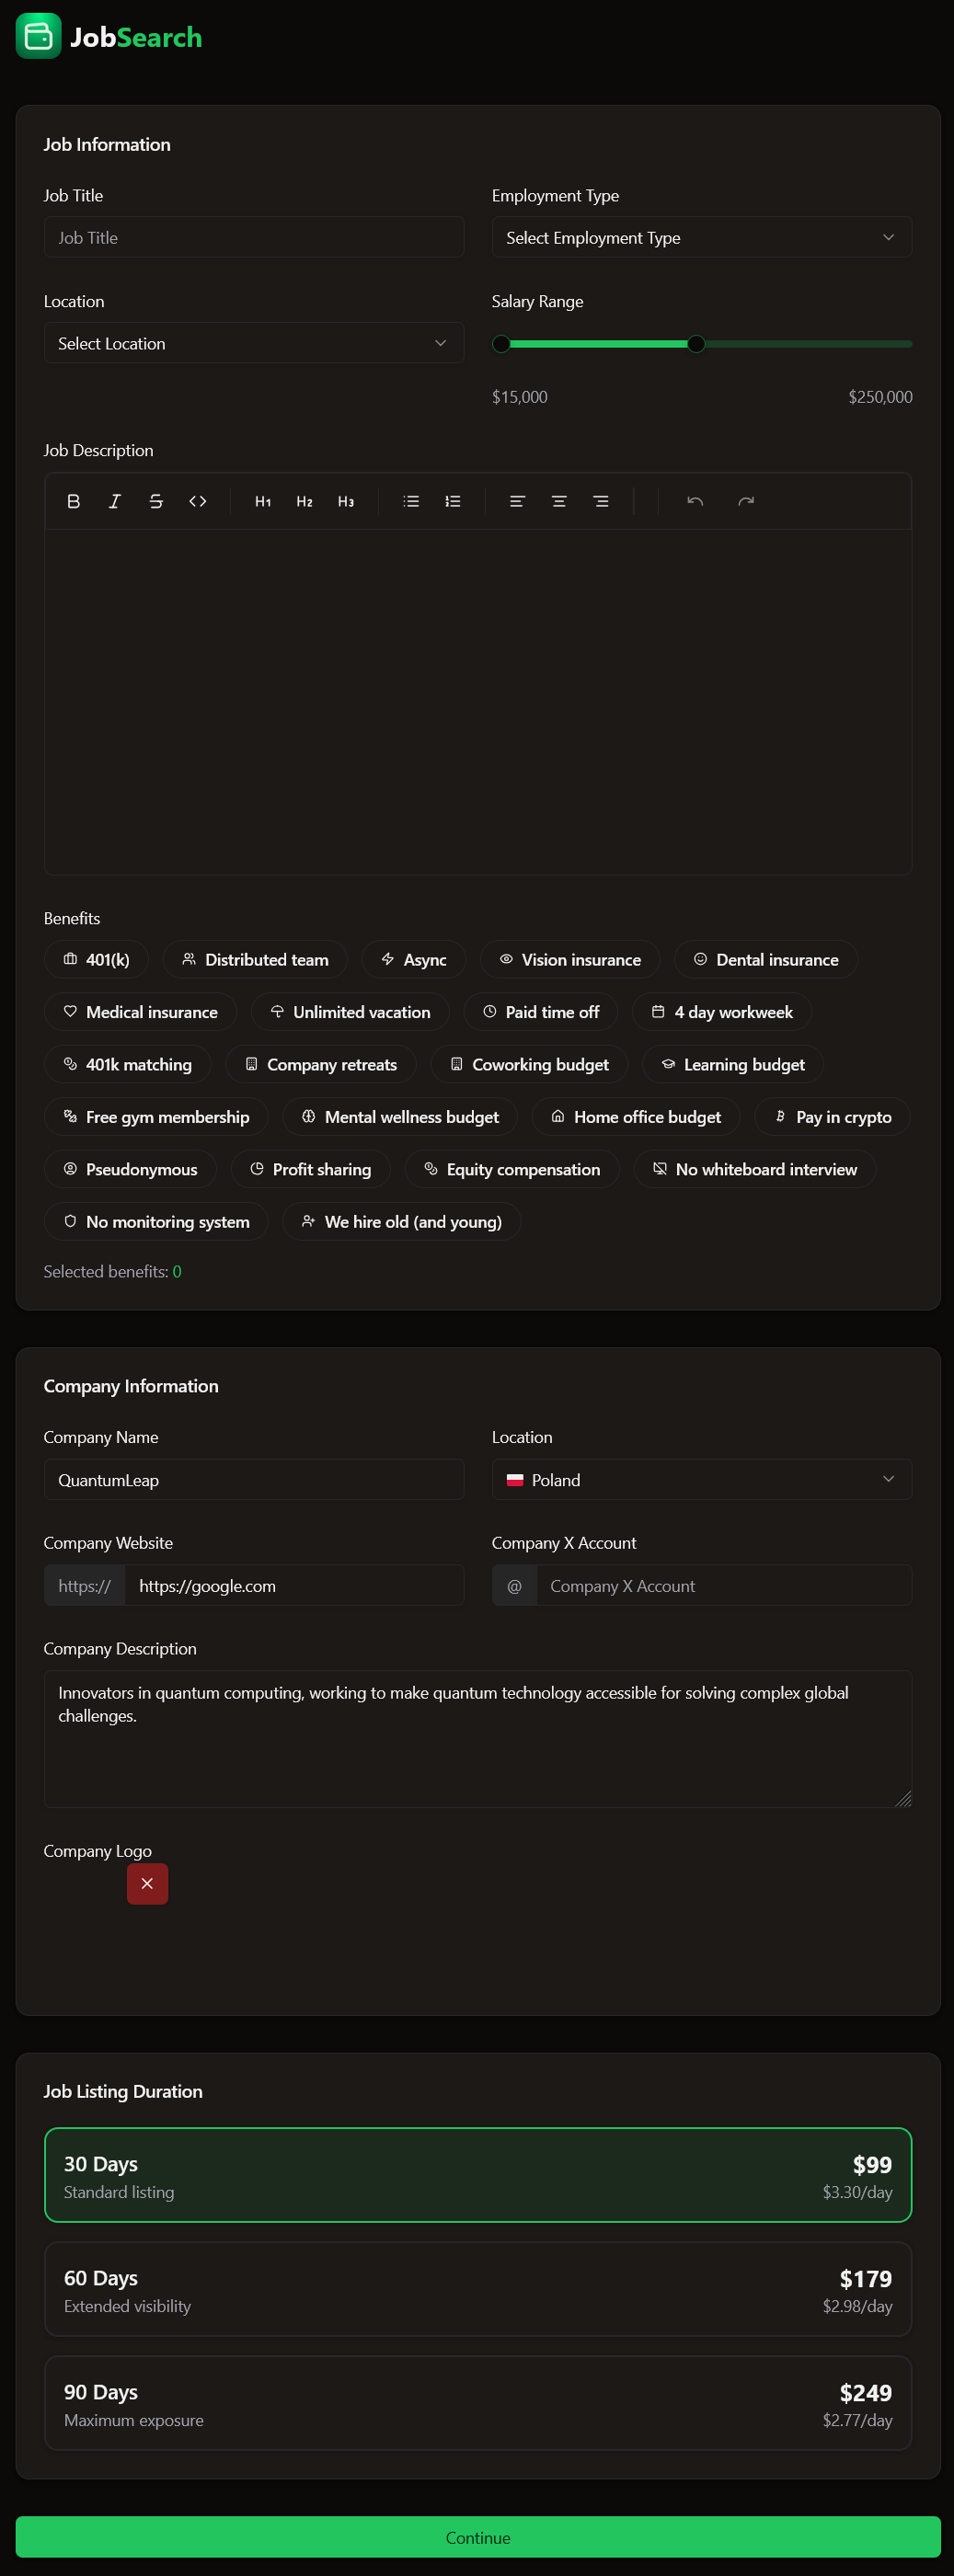 JobSearch
Job Information
Job Title
Employment Type
Job Title
Select Employment Type
Location
Salary Range
Select Location
$15,000
$250,000
Job Description
H1 H2 H3
Benefits
401(k) Distributed team Async Vision insurance Dental insurance
Medical insurance Unlimited vacation Paid time off 4 day workweek
401k matching Company retreats Coworking budget Learning budget
Free gym membership Mental wellness budget Home office budget Pay in crypto
Pseudonymous Profit sharing Equity compensation No whiteboard interview
No monitoring system We hire old (and young)
Selected benefits: 0
Company Information
Company Name
Location
QuantumLeap
Poland
Company Website
Company X Account
https:// https://google.com
@ Company X Account
Company Description
Innovators in quantum computing, working to make quantum technology accessible for solving complex global
challenges.
Company Logo
Job Listing Duration
30 Days
$99
Standard listing
$3.30/day
60 Days
$179
Extended visibility
$2.98/day
90 Days
$249
Maximum exposure
$2.77/day
Continue